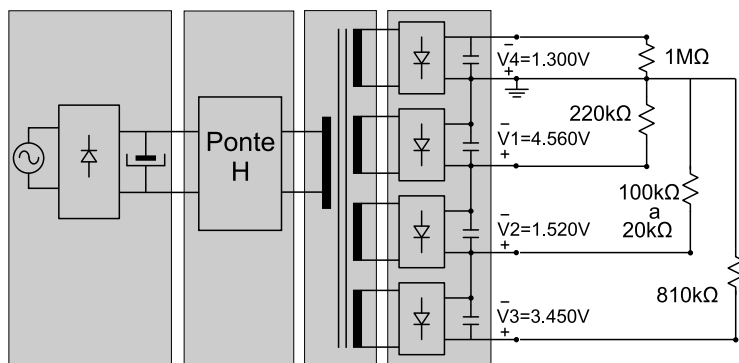 −
V4=1.300V
+
1MΩ
−
V1=4.560V
+
220kΩ
Ponte
H
−
V2=1.520V
+
100kΩ
a
20kΩ
−
V3=3.450V
+
810kΩ